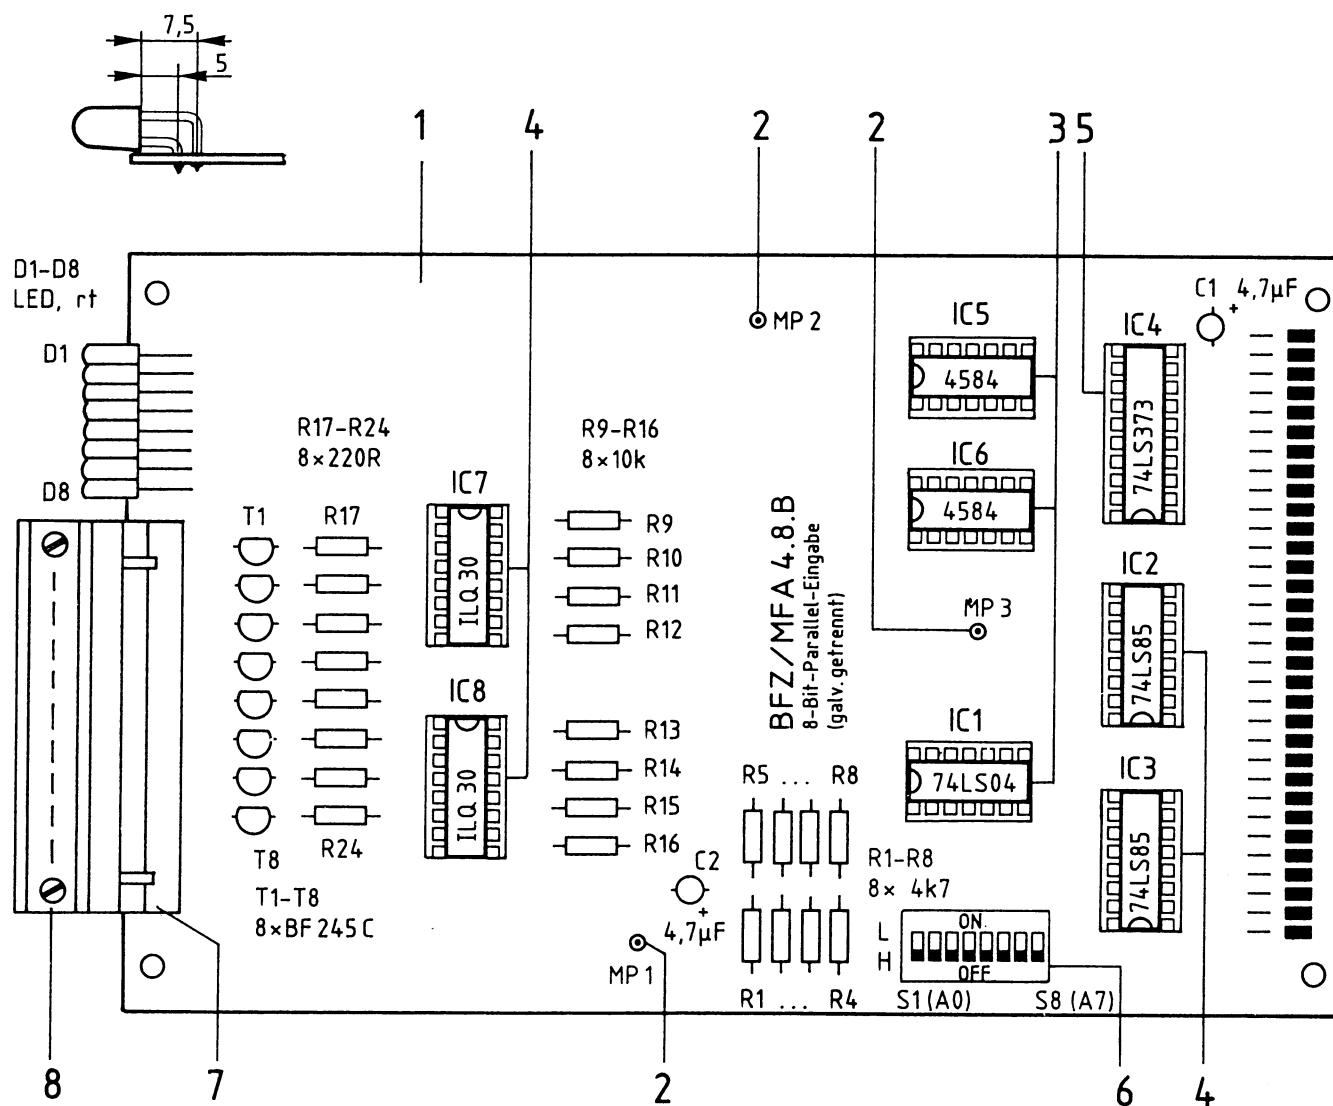 7,5
5
1
4
2
2
3
5
D1-D8
LED, rt
C1 4,7µF
+
MP 2
IC5
IC4
4584
D1
74LS373
R17-R24
8×220R
R9-R16
8×10k
IC6
4584
IC7
D8
T1
R17
ILQ 30
R9
R10
R11
R12
BFZ/MFA 4.8.B
8-Bit-Parallel-Eingabe
(galv. getrennt)
MP 3
IC2
74LS85
IC8
ILQ 30
R13
R14
R15
R16
IC1
74LS04
R5 ... R8
IC3
74LS85
T8
R24
T1-T8
8×BF 245 C
C2
+
4,7µF
R1-R8
8× 4k7
MP 1
L
H
ON
OFF
R1 ... R4
S1 (A0)
S8 (A7)
8
7
2
6
4